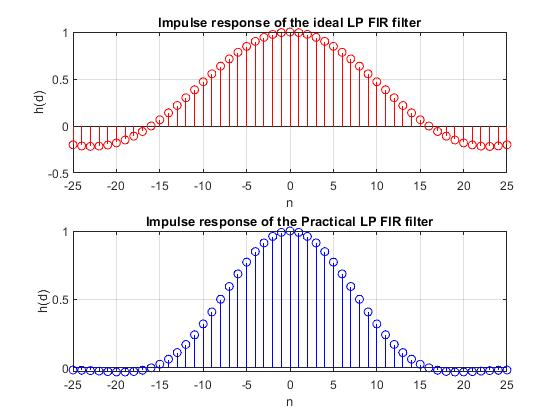 Impulse response of the ideal LP FIR filter
1
0.5
0
-0.5
h(d)
-25 -20 -15 -10 -5 0 5 10 15 20 25
n
Impulse response of the Practical LP FIR filter
1
0.5
0
h(d)
-25 -20 -15 -10 -5 0 5 10 15 20 25
n